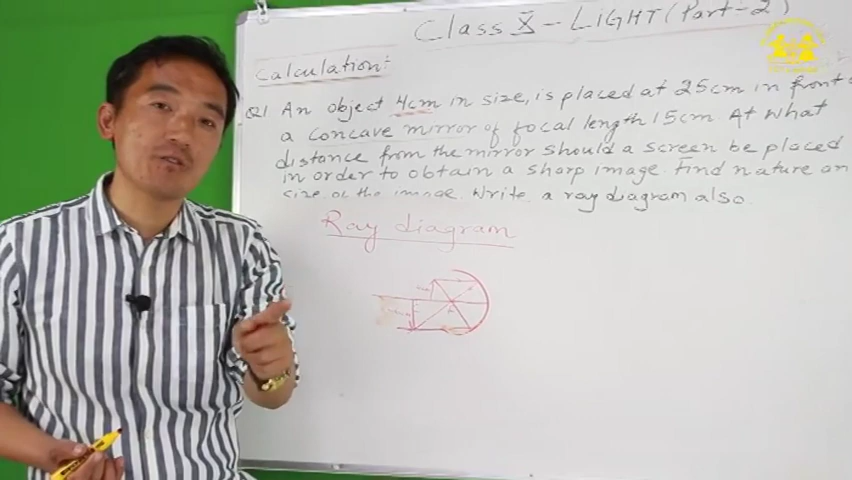 Class X - LIGHT (Part-2)
Calculation:
Q1 An object 4cm in size, is placed at 25cm in front
a concave mirror of focal length 15cm. At what
distance from the mirror should a screen be placed
in order to obtain a sharp image. Find nature an
size of the image. Write a ray diagram also.
Ray diagram